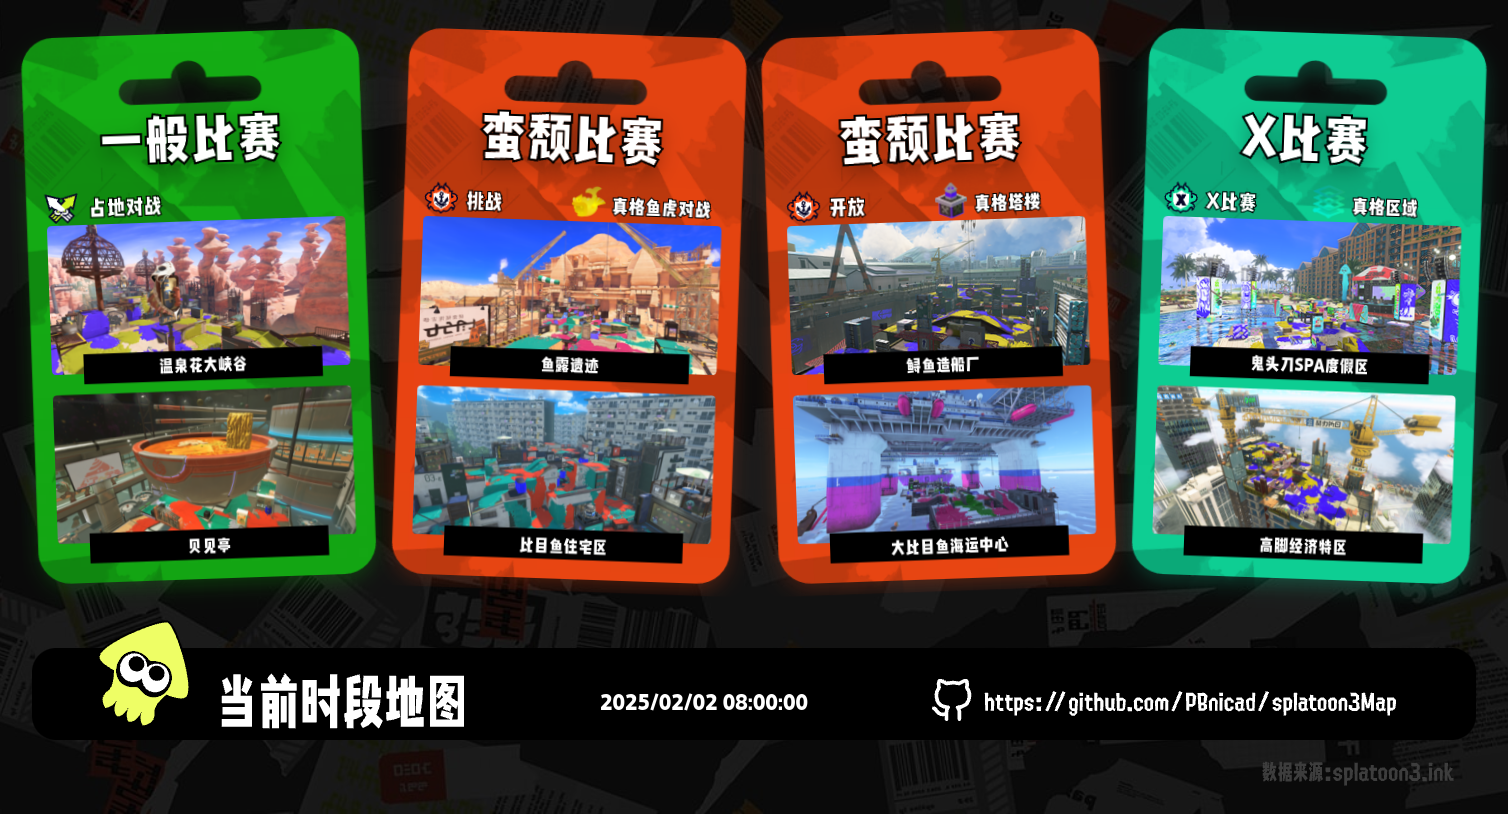 一般比赛
占地对战
温泉花大峡谷
贝见亭
蛮颓比赛
挑战
真格鱼虎对战
鱼露遗迹
比目鱼住宅区
蛮颓比赛
开放
真格塔楼
鲟鱼造船厂
大比目鱼海运中心
X比赛
X比赛
真格区域
鬼头刀SPA度假区
高脚经济特区
当前时段地图
2025/02/02 08:00:00
https://github.com/PBnicad/splatoon3Map
数据来源:splatoon3.ink